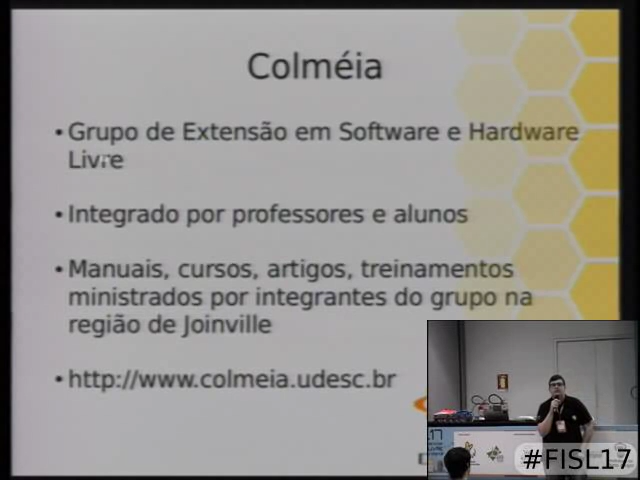 Colméia
• Grupo de Extensão em Software e Hardware
Livre
• Integrado por professores e alunos
• Manuais, cursos, artigos, treinamentos
ministrados por integrantes do grupo na
região de Joinville
• http://www.colmeia.udesc.br
#FISL17